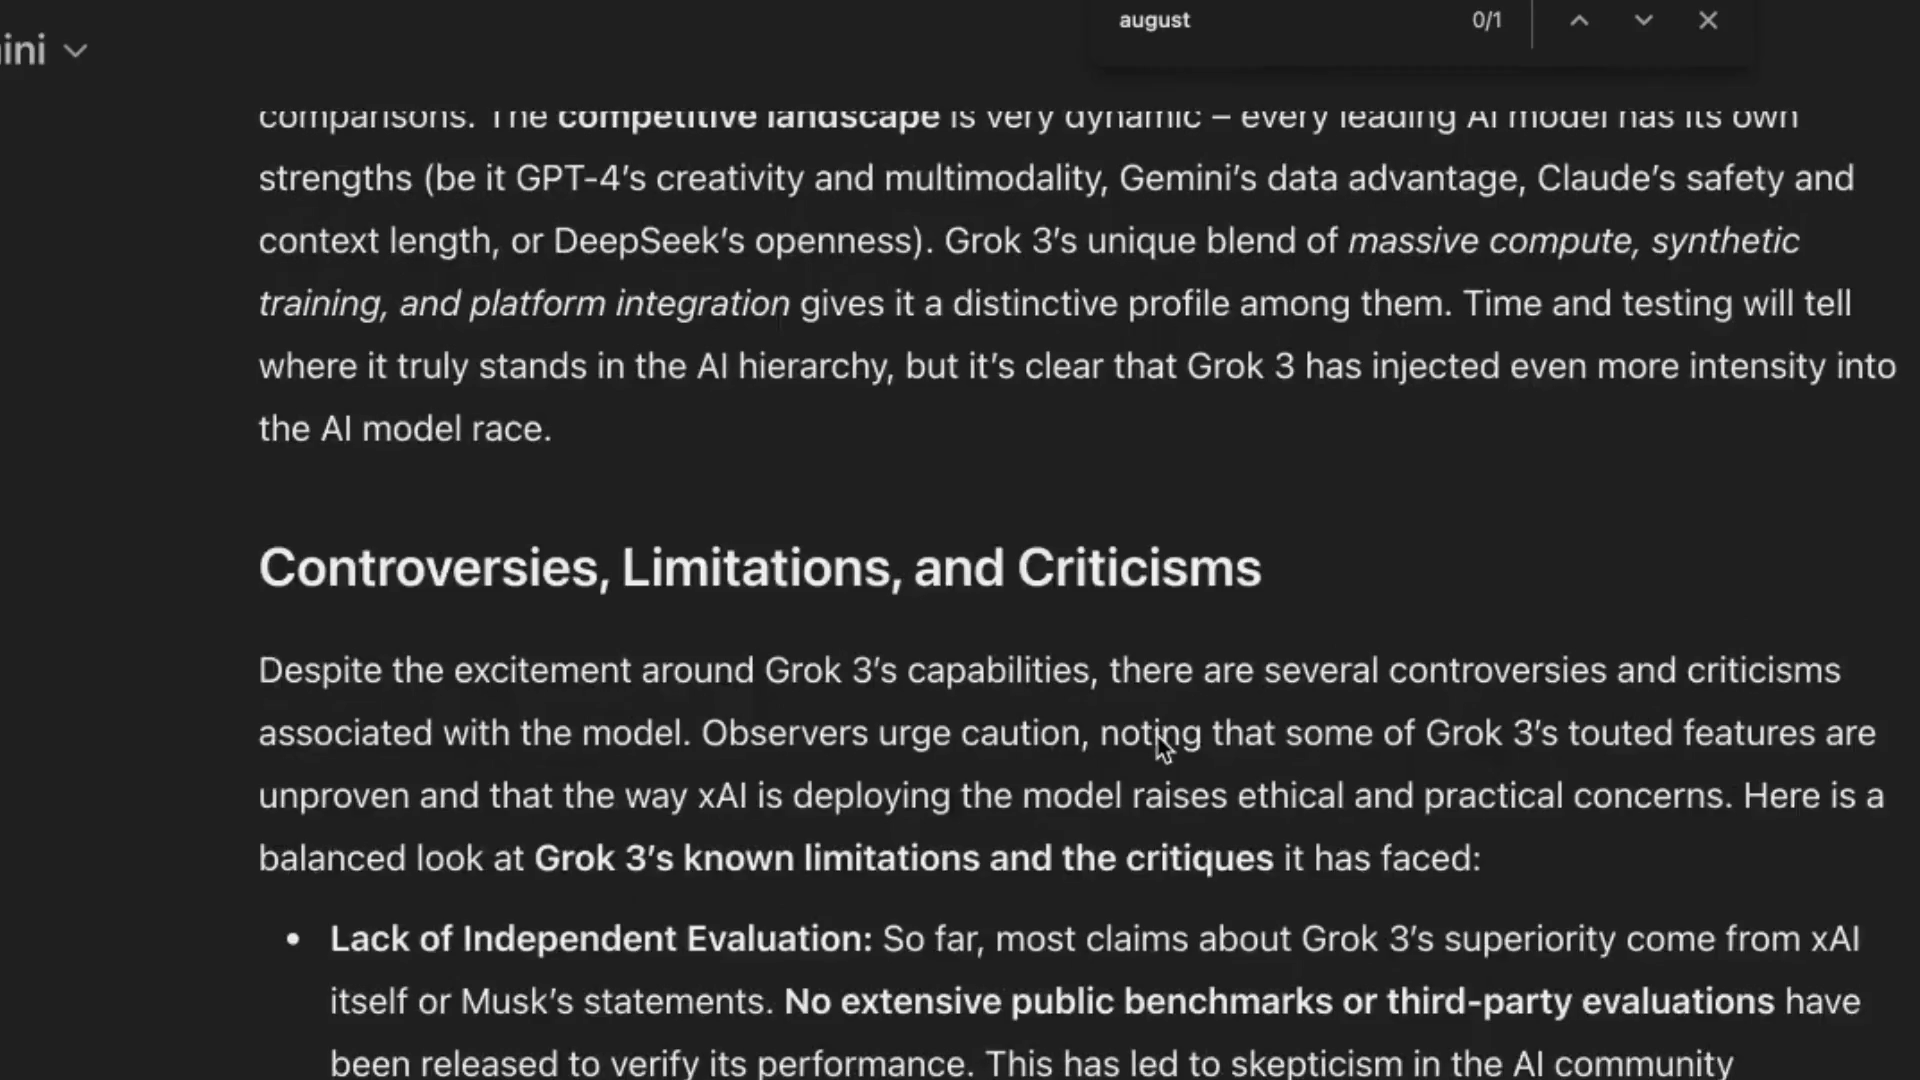 august 0/1
ini
comparisons. The competitive landscape is very dynamic – every leading AI model has its own
strengths (be it GPT-4’s creativity and multimodality, Gemini’s data advantage, Claude’s safety and
context length, or DeepSeek’s openness). Grok 3’s unique blend of massive compute, synthetic
training, and platform integration gives it a distinctive profile among them. Time and testing will tell
where it truly stands in the AI hierarchy, but it’s clear that Grok 3 has injected even more intensity into
the AI model race.
Controversies, Limitations, and Criticisms
Despite the excitement around Grok 3’s capabilities, there are several controversies and criticisms
associated with the model. Observers urge caution, noting that some of Grok 3’s touted features are
unproven and that the way xAI is deploying the model raises ethical and practical concerns. Here is a
balanced look at Grok 3’s known limitations and the critiques it has faced:
• Lack of Independent Evaluation: So far, most claims about Grok 3’s superiority come from xAI
itself or Musk’s statements. No extensive public benchmarks or third-party evaluations have
been released to verify its performance. This has led to skepticism in the AI community